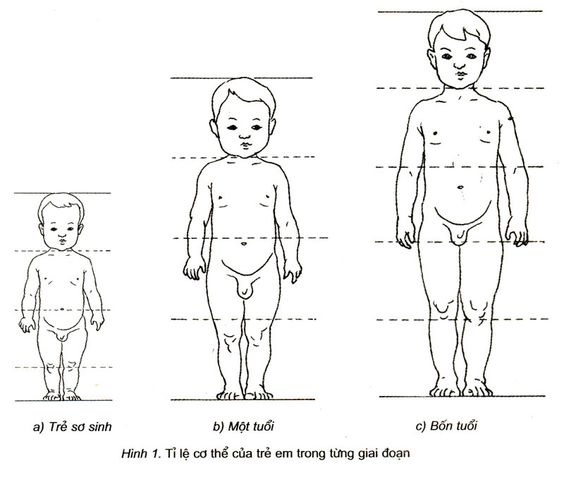 a) Trẻ sơ sinh
b) Một tuổi
c) Bốn tuổi
Hình 1. Tỉ lệ cơ thể của trẻ em trong từng giai đoạn